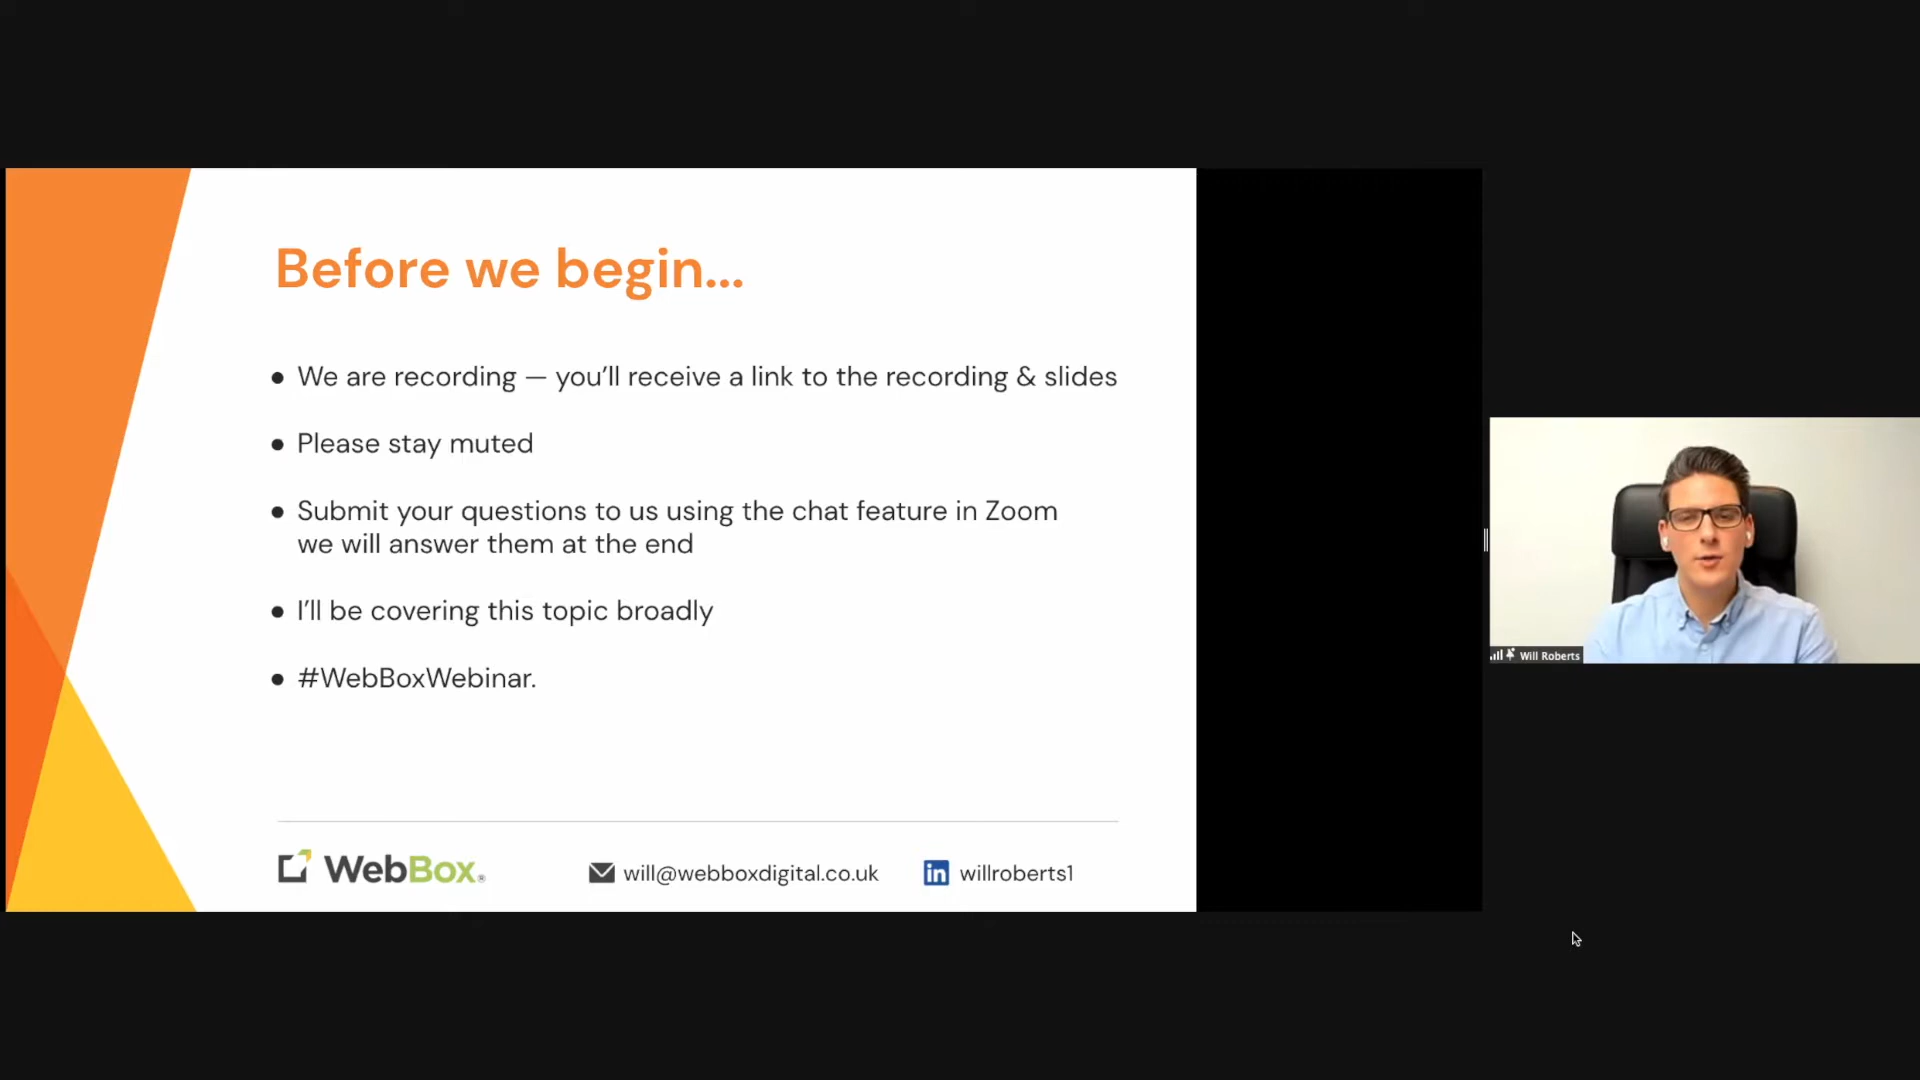 Before we begin...
● We are recording — you’ll receive a link to the recording & slides
● Please stay muted
● Submit your questions to us using the chat feature in Zoom
we will answer them at the end
● I’ll be covering this topic broadly
● #WebBoxWebinar.
WebBox®
will@webboxdigital.co.uk
in willroberts1
Will Roberts